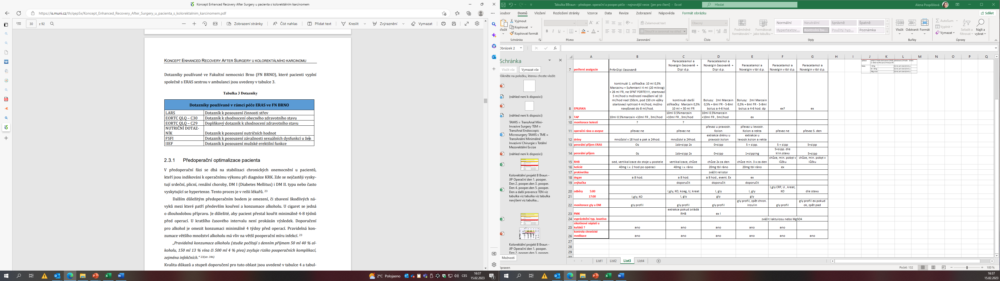 Koncept Enhanced Recovery After Surgery u pacienta s kolorektálním karcinomem
https://is.muni.cz/th/qep5x/Koncept_Enhanced_Recovery_After_Surgery_u_pacienta_s_kolorektalnim_karcinomem.pdf
30 z 92
Zobrazení stránky Číst nahlas Přidat text Kreslit Zvýraznění Vymazat
KONCEPT ENHANCED RECOVERY AFTER SURGERY U KOLOREKTÁLNÍHO KARCINOMU
Dotazníky používané ve Fakultní nemocnici Brno (FN BRNO), které pacienti vyplní
společně s ERAS sestrou v ambulanci jsou uvedeny v tabulce 3.
Tabulka 3 Dotazníky
Dotazníky používané v rámci péče ERAS ve FN BRNO
LARS Dotazník k posouzení činnosti střev
EORTC QLQ – C30 Dotazník k zhodnocení obecného zdravotního stavu
EORTC QLQ – C29 Doplňkový dotazník k zhodnocení zdravotního stavu
NUTRIČNÍ DOTAZ-
NÍK Dotazník k posouzení nutričních hodnot
FSFI Dotazník k posouzení závažnosti sexuálních dysfunkcí u žen
IIEF Dotazník k posouzení mužské erektilní funkce
2.3.1 Předoperační optimalizace pacienta
V předoperační fázi se dbá na stabilizaci chronických onemocnění u pacientů,
kteří jsou indikováni k operačnímu výkonu při diagnóze KRK. Zde se nejčastěji vysky-
tují srdeční, plicní, renální choroby, DM I (Diabetes Mellitus) i DM II. typu nebo často
vyskytující se hypertenze. Tento proces je v režii lékařů. 23
Dalším důležitým předoperačním bodem je omezení, či zbavení škodlivých ná-
vyků mezi které patří především kouření a konzumace alkoholu. U cigaret se jedná
o dlouhodobou přípravu. Je důležité, aby pacient přestal kouřit minimálně 4-8 týdnů
před operací. U kratšího časového intervalu není prokázán výsledek. Doporučení
pro alkohol je omezit konzumaci minimálně 4 týdny před operací. Pravidelná kon-
zumace většího množství alkoholu má vliv na větší pooperační míru infekcí. 23
„Pravidelná konzumace alkoholu (studie počítají s denním příjmem 50 ml 40 % al-
koholu, 150 ml 13 % vína či 500 ml 4 % piva) zvyšuje riziko pooperačních komplikací,
zejména infekčních.“ 23(str. 346)
Kvalita důkazů a stupeň doporučení pro tuto oblast jsou uvedené v tabulce 4 a tabul-
2°C Polojasno CES 16:37
15.02.2023
Tabulka BBraun - předoper. operační a pooper.péče - nejnovější verze [jen pro čtení] - Excel
Hledat
Alena Pospíšilová
Soubor Domů Vložení Rozložení stránky Vzorce Data Revize Zobrazení Nápověda Formát obrázku Sdílet
Vložit Vyjmout Kopírovat Kopírovat formát
Zalamovat text
Sloučit a zarovnat na střed
Obecný
Podmíněné formátování Formátovat jako tabulku
Normální Neutrální Správně Špatně
Hypertextov... Kontrolní bu... Použitý hyp... Poznámka
Vložit Odstranit Formát
AutoSum Vyplnit Vymazat
Seřadit a filtrovat Najít a vybrat
Schránka Písmo Zarovnání Číslo Styly Buňky Úpravy
Obrázek 2
Schránka
Vložit vše Vymazat vše
Klikněte na položku, kterou chcete vložit:
(náhled není k dispozici)
(náhled není k dispozici)
TAMIS = TransAnal Mini-
Invasive Surgery TEM =
TransAnal Endoscopic
Microsurgery TAMIS s TME =
TransAnální Minimálně
Invazivní Chirurgie s Totální
Mezorektální Excize
(náhled není k dispozici)
Kolorektální projekt B Braun -
JIP Operační den 1. pooper.
Den 2. pooper.den 3. pooper.
Den 4. pooper.den 5. pooper.
Den a další prevence TEN viz
tabulka viz tabulka viz tabulka
navýšení viz tabulka...
Kolorektální projekt B Braun -
JIP Operační den 1. pooper.
Den 2. pooper.den 3. pooper.
Možnosti
A B C D E F G H I J K L M N O P Q
7 periferní analgezie P+N+Dipi časovaně Paracateamol a Novalgin časovaně + Dipi d.p. Paracateamol a Novalgin časovaně + Dipi d.p. Paracetamol a Novalgin v tbl d.p. Paracetamol a Novalgin v tbl d.p. Paracetamol a Novalgin v tbl d.p.
8 EPIUNKA kontinuál 1. stříkačka: 10 ml 0,5% Marcainu + Sufentanil 4 ml (20 mikrog) + 26 ml FR, ne SFNT FORTE!!!!, startovací 5 ml/hod s možností navýšení až 10 ml/hod nad 150cm, pod 150 cm výšky startovací rychlost 4 ml/hod, možno navyšovat do 8 ml/hod. kontinuál další stříkačky: Marcain 0,5% 10 ml + 30 ml FR Bolusy: 2ml Marcain 0,5% + 6ml FR - 5-8ml bolus a 4-6 hod. Bolusy: 2ml Marcain 0,5% + 6ml FR - 5-8ml bolus a 4-6 hod. dp ex? ex
9 TAP 10ml 0.5%marcain +10ml FR , 3ml/hod 10ml 0.5%marcain +10ml FR , 3ml/hod 10ml 0.5%marcain +10ml FR , 3ml/hod ex
10 monitorace bolesti ? ?
11 operační rána a asepse převaz ne převaz ne převaz u pravostr. Kolon převaz u levostr. Kolon a rekta převaz ne převaz 5. den
12 drény množství v 18 hod a pak a 24hod. množství a 24hod. extrakce drénu u pravostr.kolon extrakce u levostr.kolon a rekta
13 perorální příjem ERAS 0s 1sb+sipp 2x 0+sipp 5 + sipp. 5 + sipp 5+sipp
14 perorální příjem 0s 1sb+sipp 2x 0+sipp 1+sipping 5+sipp. dle klin.stavu 5+sipp
15 RHB sed, vertikalizace do stoje u postele vertikalizace, chůze chůze 2x za den chůze min. 3 x za den chůze, min. pobyt v lůžku chůze, min. pobyt v lůžku
16 helicid 40mg i.v. 2 hod po operaci 40mg i.v. ráno 20mg tbl ráno 20mg tbl ráno ex
17 prokinetika zvážit relistor
18 degan a 8 hod. a 8 hod. a 8 hod., event. Ex ex
19 zvýkačka doporučit doporučit doporučit
20 odběry 5:00 I,gly, KO, koag, U, kreat I, gly I, gly I,gly CRP, U , kreat, KO dle stavu
21 17:00 I,gly, KO I, gly gly gly
22 monitorace gly u DM gly profil gly profil gly profil gly profil, zpět chron. inzulin gly profil gly profil ex pokud ok, zpět pad
23 PMK extrakce pokud zvládá RHB ex !
24 vyprázdnění typ. laxativa zvážit laktulosu nebo MgSO4
25 nikotinové náplati u kuřáků ? ano ano ano ano ano
26 kontrola chronické medikace ano ano ano ano ano ano
27
28
29
30
List1 List2 List3 List4
Počet: 132 100 %
16:37
15.02.2023